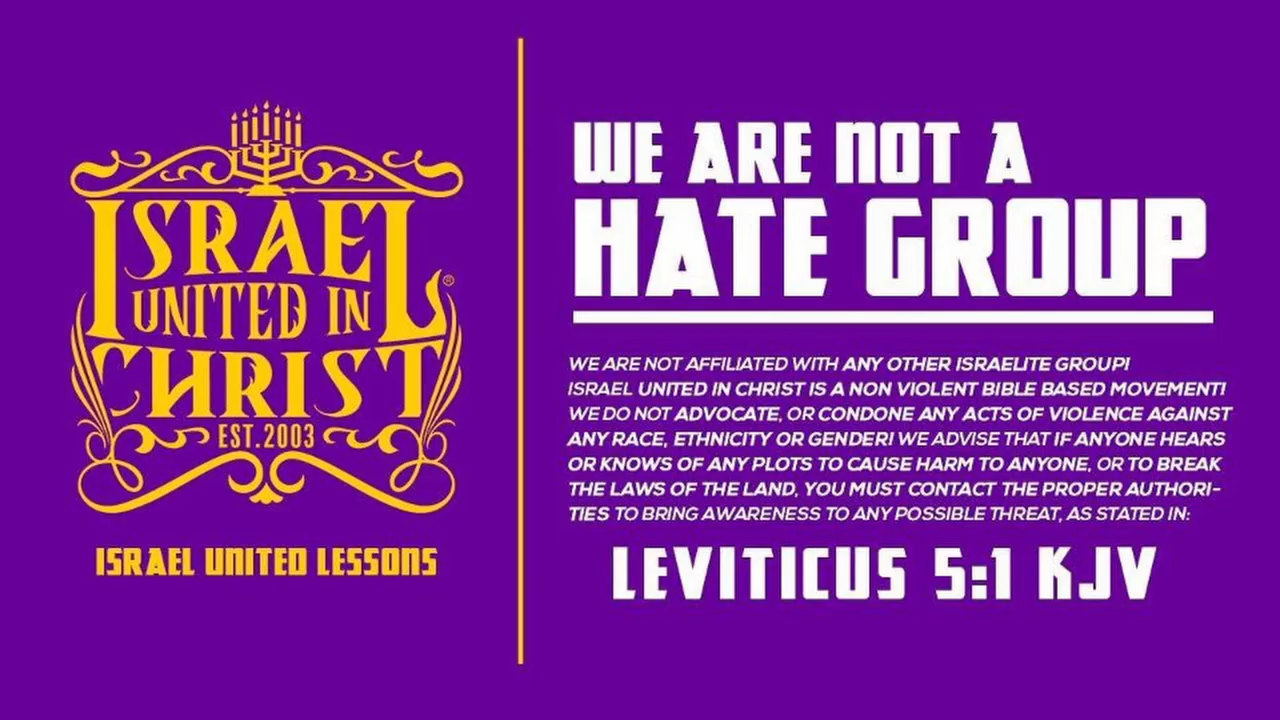 ISRAEL
UNITED IN
CHRIST
®
EST.2003
ISRAEL UNITED LESSONS
WE ARE NOT A
HATE GROUP
WE ARE NOT AFFILIATED WITH ANY OTHER ISRAELITE GROUP!
ISRAEL UNITED IN CHRIST IS A NON VIOLENT BIBLE BASED MOVEMENT!
WE DO NOT ADVOCATE, OR CONDONE ANY ACTS OF VIOLENCE AGAINST
ANY RACE, ETHNICITY OR GENDER! WE ADVISE THAT IF ANYONE HEARS
OR KNOWS OF ANY PLOTS TO CAUSE HARM TO ANYONE, OR TO BREAK
THE LAWS OF THE LAND, YOU MUST CONTACT THE PROPER AUTHORI-
TIES TO BRING AWARENESS TO ANY POSSIBLE THREAT, AS STATED IN:
LEVITICUS 5:1 KJV